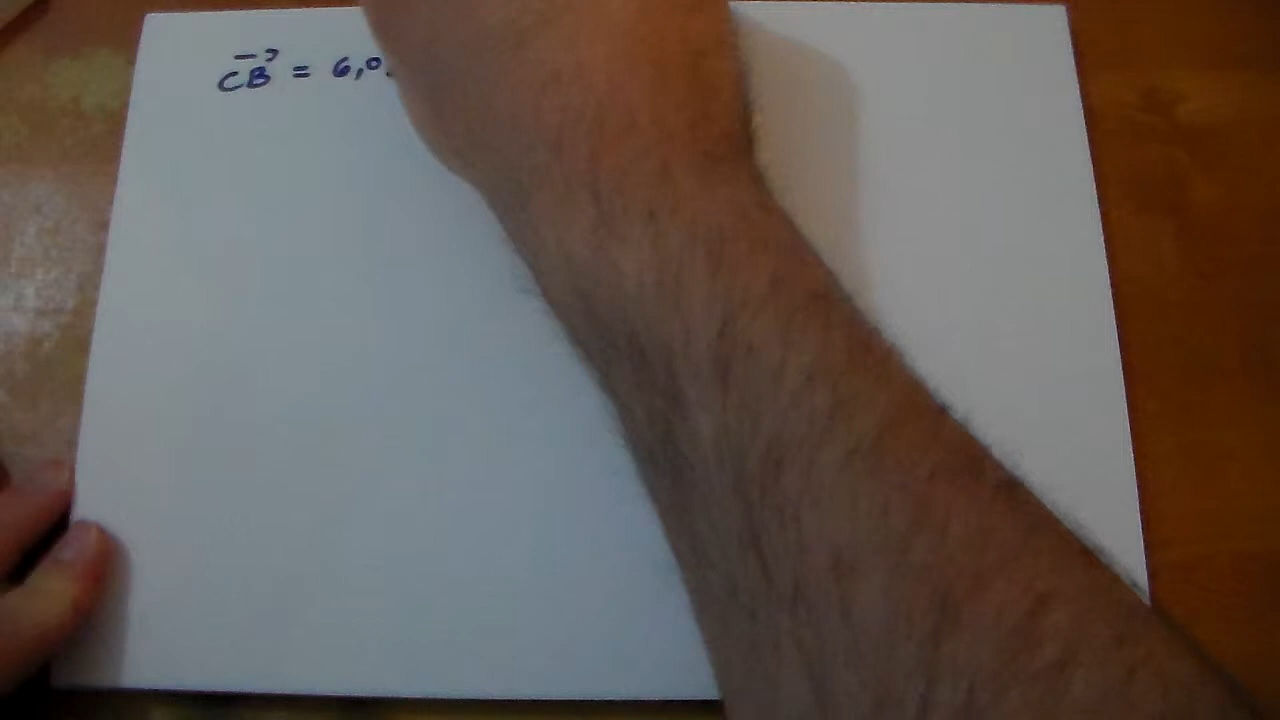 CB⃗ = 6,0